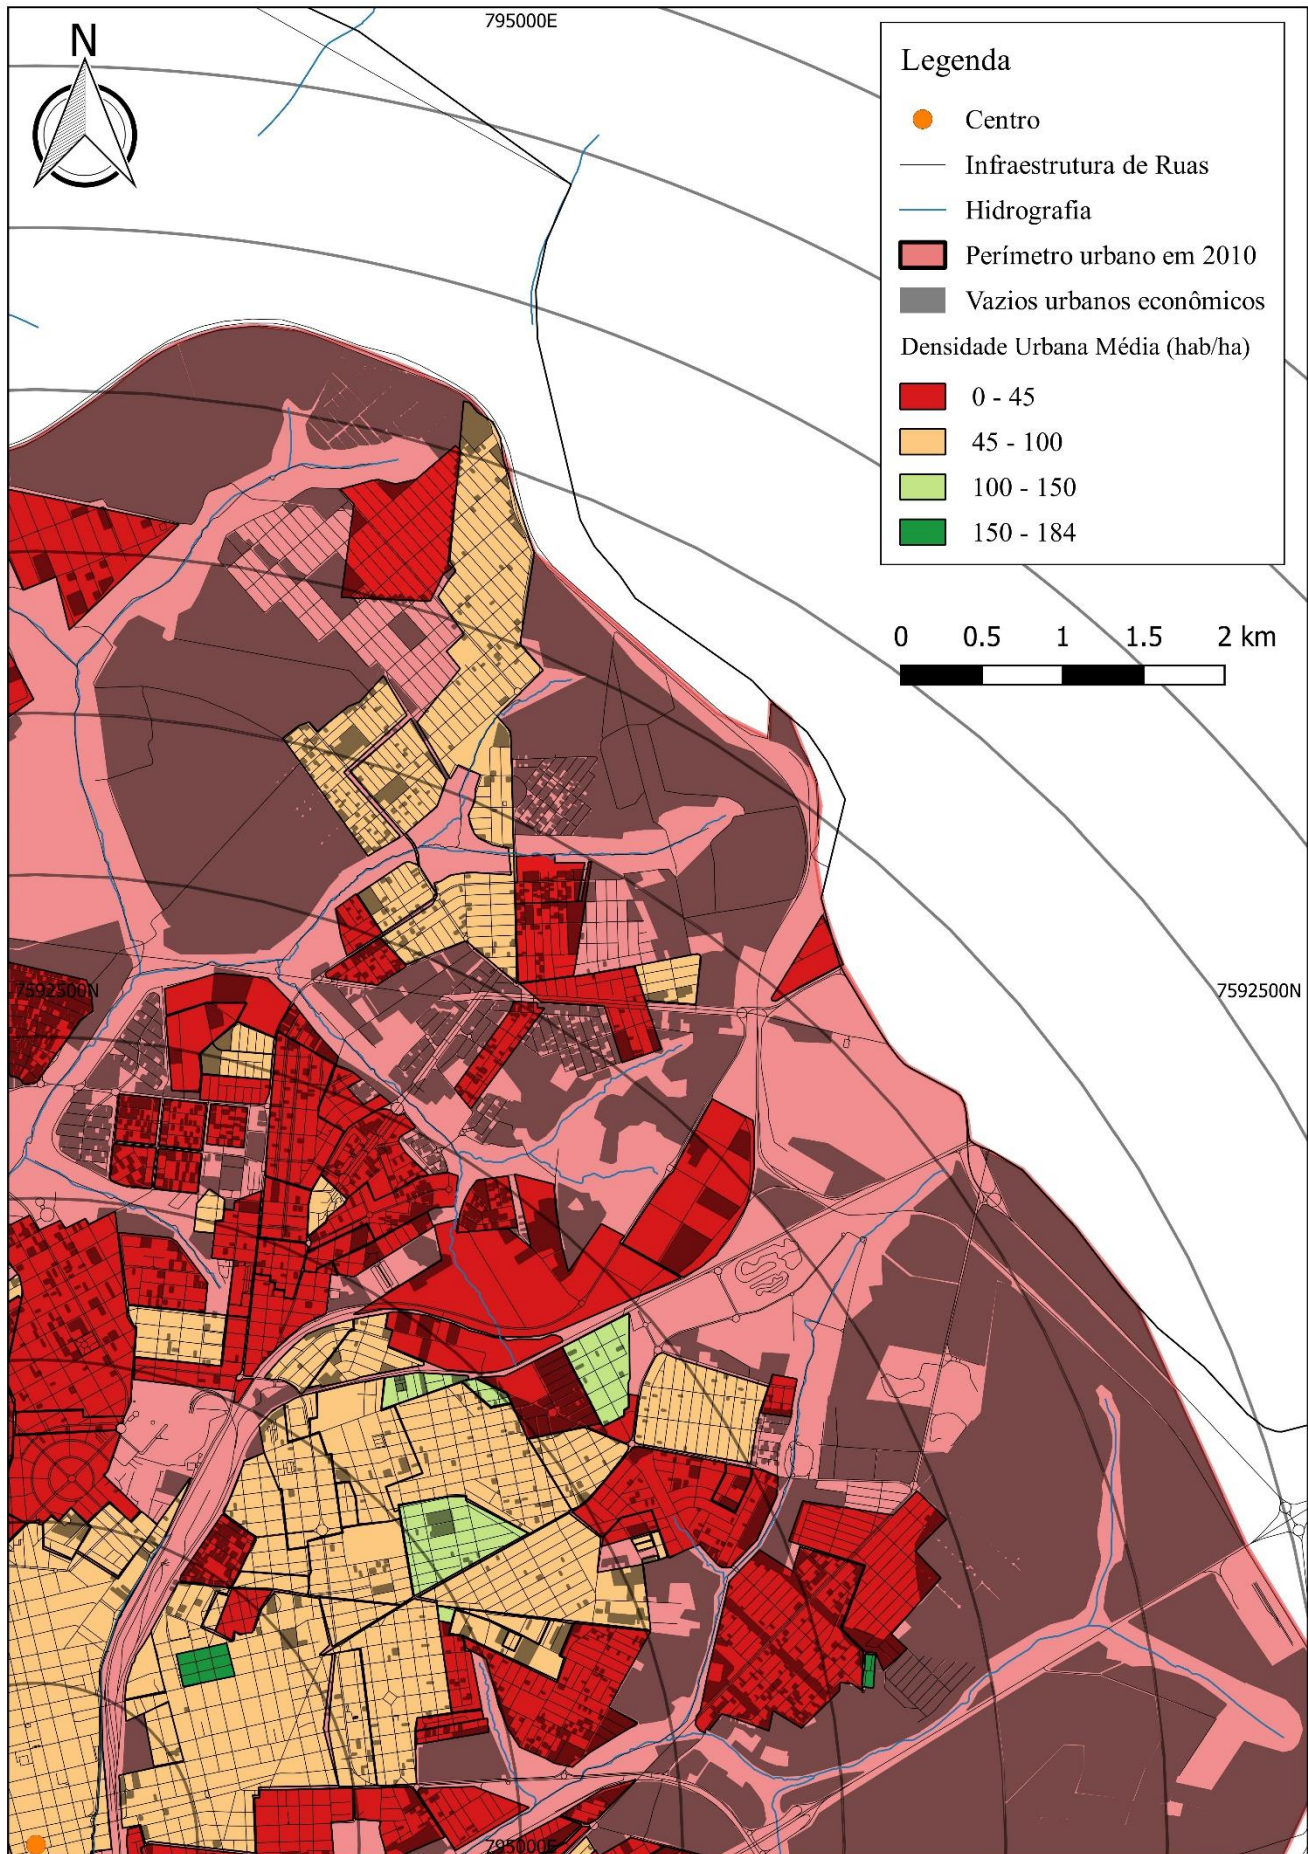 795000E
N
Legenda
Centro
Infraestrutura de Ruas
Hidrografia
Perímetro urbano em 2010
Vazios urbanos econômicos
Densidade Urbana Média (hab/ha)
0 - 45
45 - 100
100 - 150
150 - 184
0 0.5 1 1.5 2 km
7592500N 7592500N
795000E